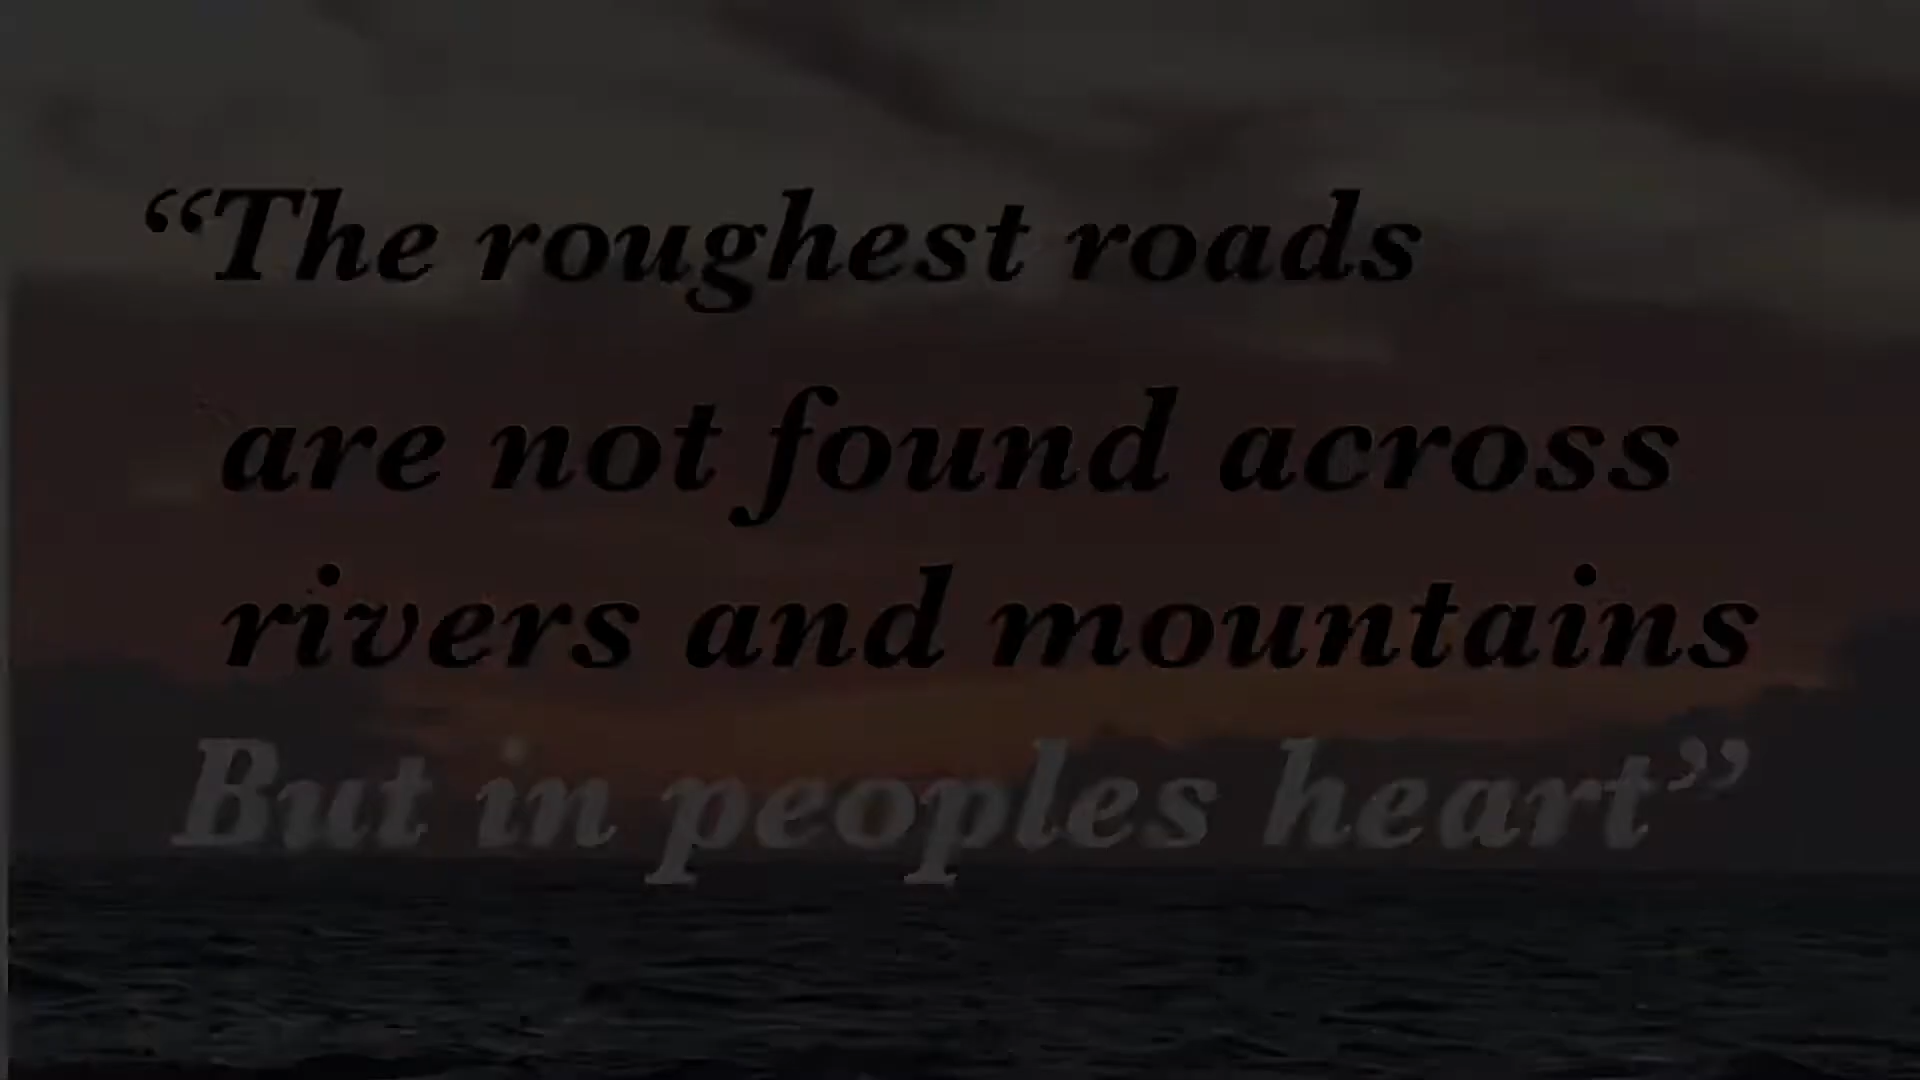 “The roughest roads
are not found across
rivers and mountains
But in peoples heart”